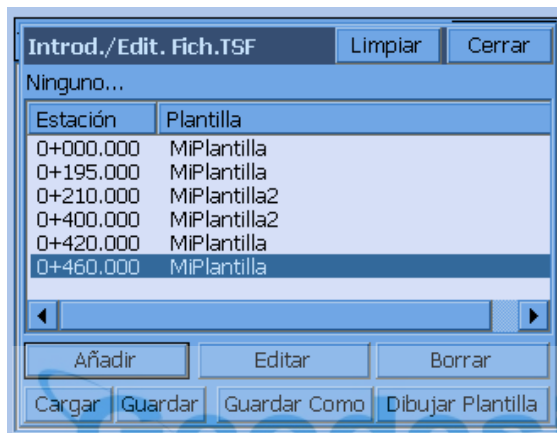 Introd./Edit. Fich.TSF Limpiar Cerrar
Ninguno...
Estación Plantilla
0+000.000 MiPlantilla
0+195.000 MiPlantilla
0+210.000 MiPlantilla2
0+400.000 MiPlantilla2
0+420.000 MiPlantilla
0+460.000 MiPlantilla
Añadir Editar Borrar
Cargar Guardar Guardar Como Dibujar Plantilla